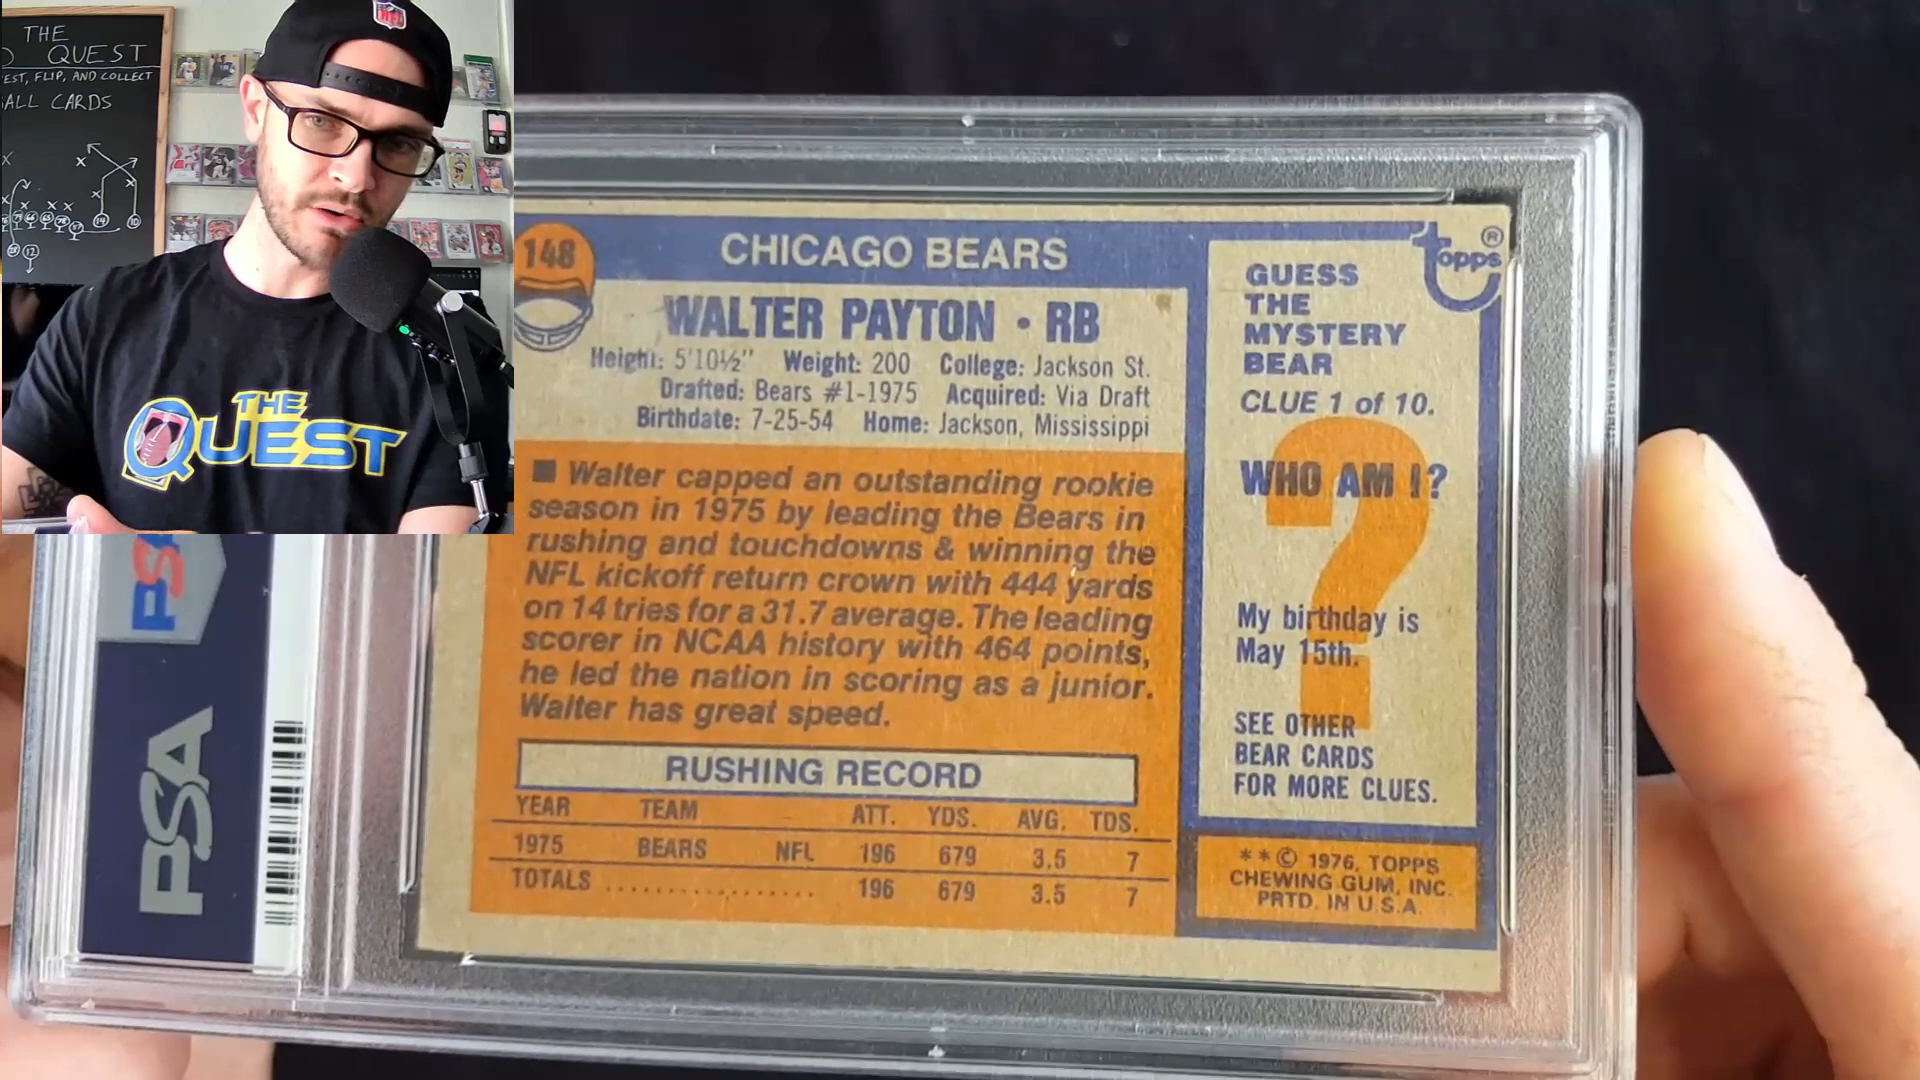 THE
QUEST
EST, FLIP, AND COLLECT
ALL CARDS
THE
QUEST
PSA
148
CHICAGO BEARS
WALTER PAYTON • RB
Height: 5'10½" Weight: 200 College: Jackson St.
Drafted: Bears #1-1975 Acquired: Via Draft
Birthdate: 7-25-54 Home: Jackson, Mississippi
■ Walter capped an outstanding rookie
season in 1975 by leading the Bears in
rushing and touchdowns & winning the
NFL kickoff return crown with 444 yards
on 14 tries for a 31.7 average. The leading
scorer in NCAA history with 464 points,
he led the nation in scoring as a junior.
Walter has great speed.
RUSHING RECORD
YEAR TEAM ATT. YDS. AVG. TDS.
1975 BEARS NFL 196 679 3.5 7
TOTALS .................. 196 679 3.5 7
topps®
GUESS
THE
MYSTERY
BEAR
CLUE 1 of 10.
WHO AM I?
?
My birthday is
May 15th.
SEE OTHER
BEAR CARDS
FOR MORE CLUES.
**© 1976, TOPPS
CHEWING GUM, INC.
PRTD. IN U.S.A.